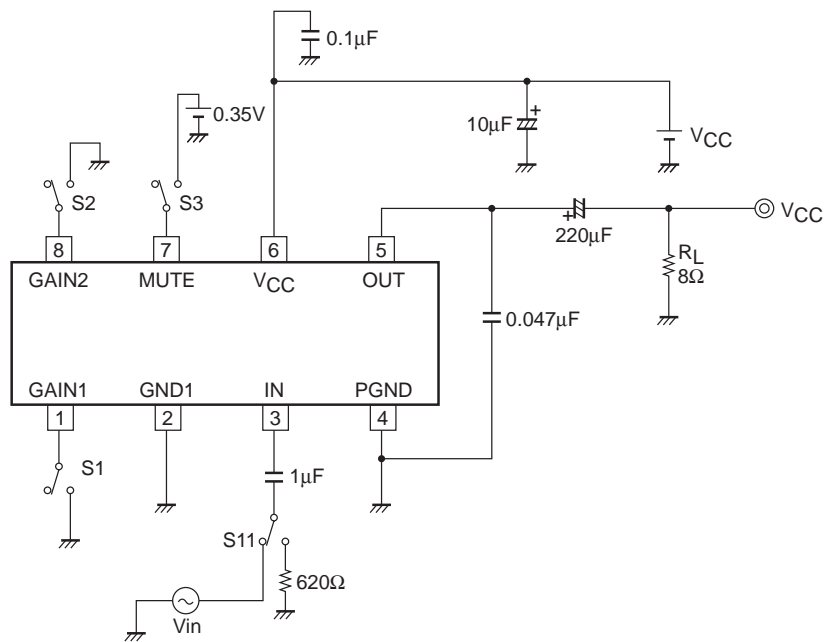 0.1μF
0.35V
10μF
+
VCC
S2
S3
8
7
6
5
+
220μF
VCC
RL
8Ω
GAIN2
MUTE
VCC
OUT
0.047μF
GAIN1
GND1
IN
PGND
1
2
3
4
S1
1μF
S11
620Ω
Vin